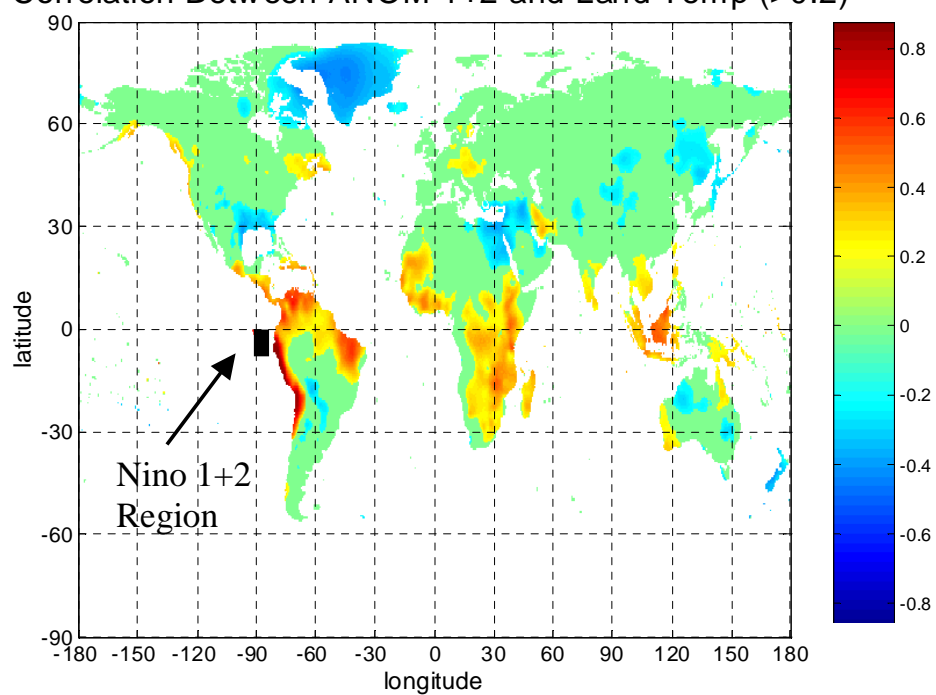 Correlation Between ANOM 1+2 and Land Temp (>0.2)
90
60
30
0
-30
-60
-90
latitude
-180 -150 -120 -90 -60 -30 0 30 60 90 120 150 180
longitude
Nino 1+2
Region
0.8
0.6
0.4
0.2
0
-0.2
-0.4
-0.6
-0.8